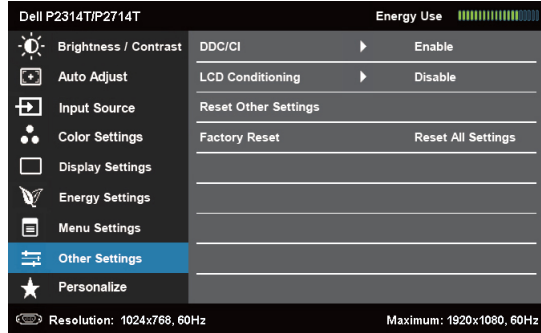 Dell P2314T/P2714T
Energy Use
Brightness / Contrast
Auto Adjust
Input Source
Color Settings
Display Settings
Energy Settings
Menu Settings
Other Settings
Personalize
DDC/CI Enable
LCD Conditioning Disable
Reset Other Settings
Factory Reset Reset All Settings
Resolution: 1024x768, 60Hz
Maximum: 1920x1080, 60Hz